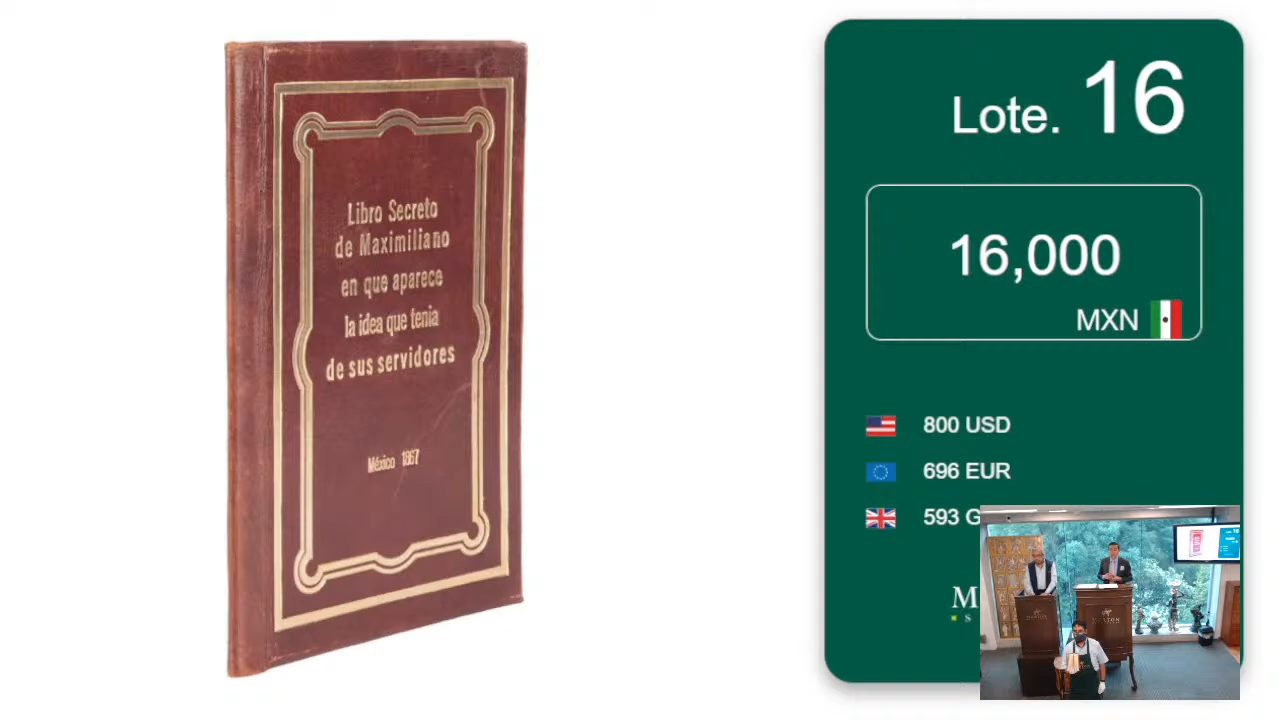 Libro Secreto
de Maximiliano
en que aparece
la idea que tenia
de sus servidores
México 1867
Lote. 16
16,000
MXN
800 USD
696 EUR
593 G
M
S